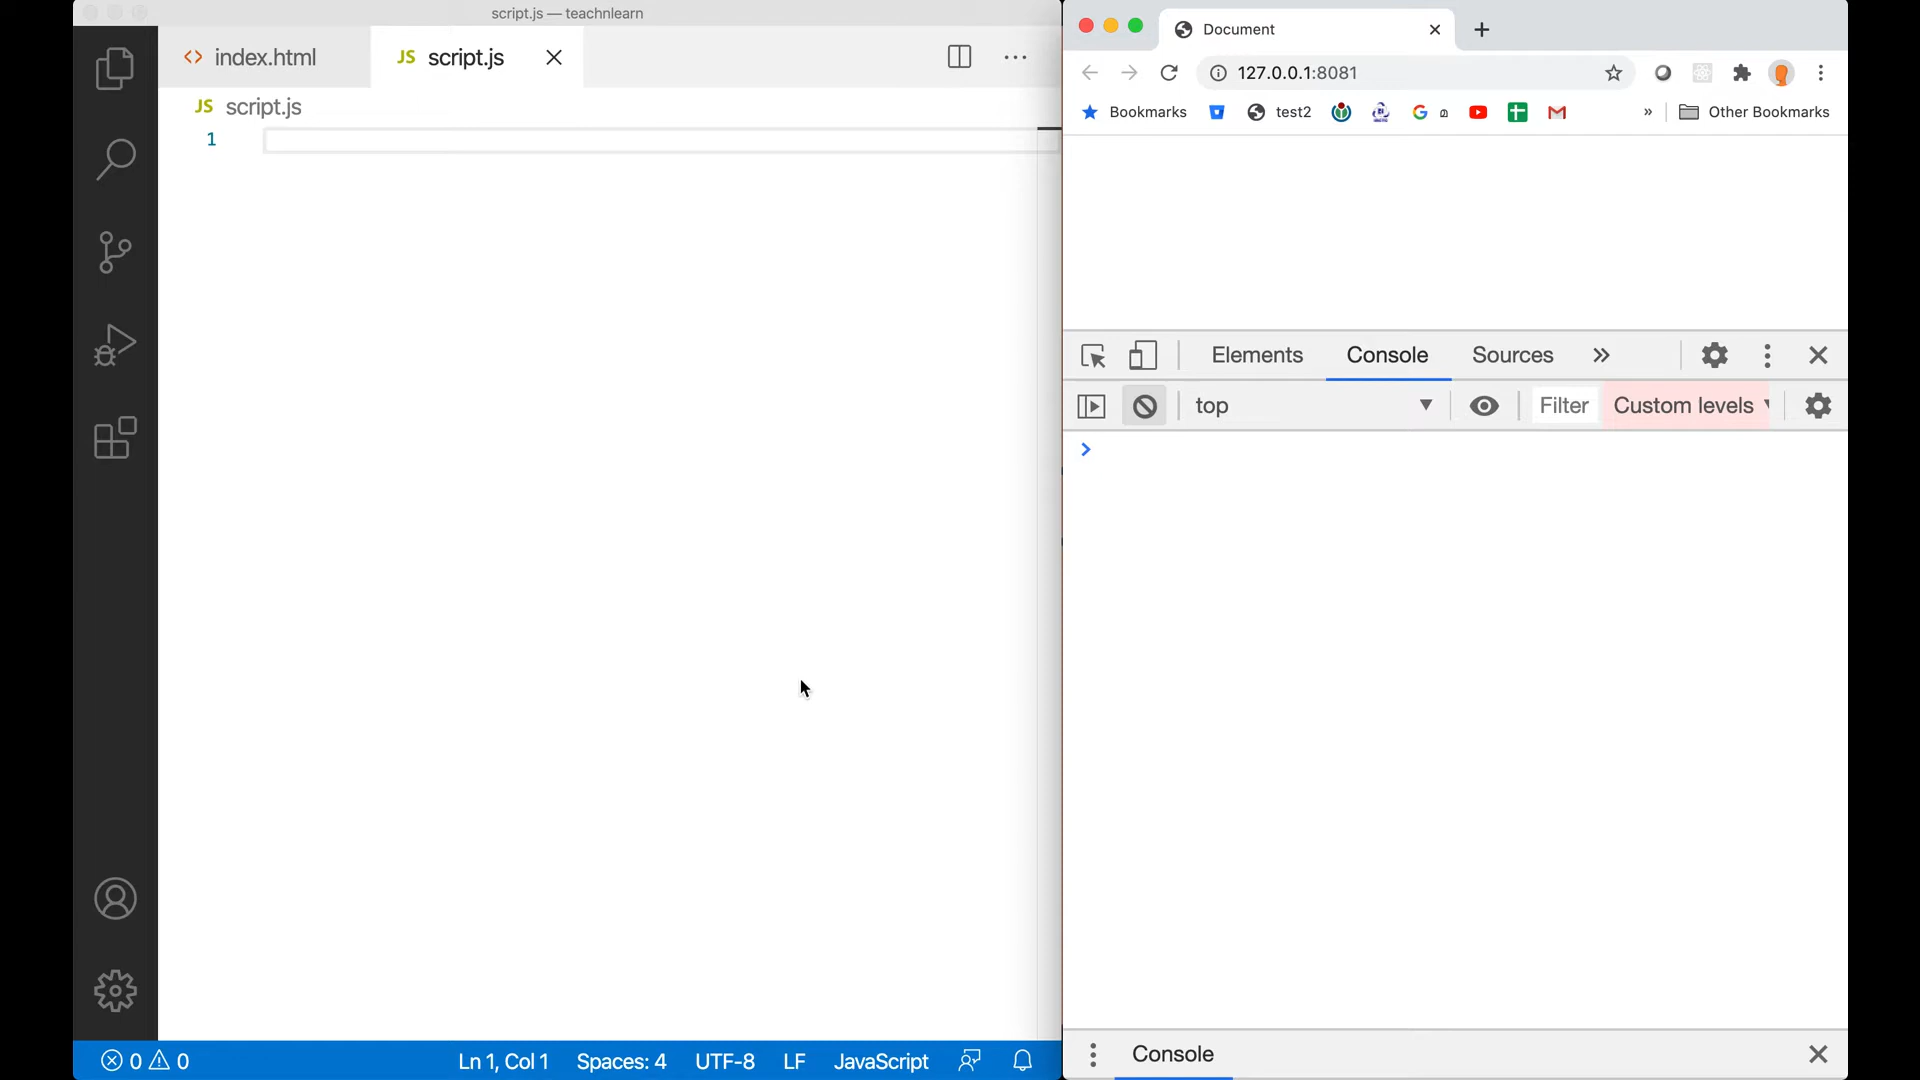 script.js — teachnlearn
index.html
JS script.js
JS script.js
1
Ln 1, Col 1 Spaces: 4 UTF-8 LF JavaScript
0 0
Document
127.0.0.1:8081
Bookmarks test2 Other Bookmarks
Elements Console Sources
top Filter Custom levels
Console